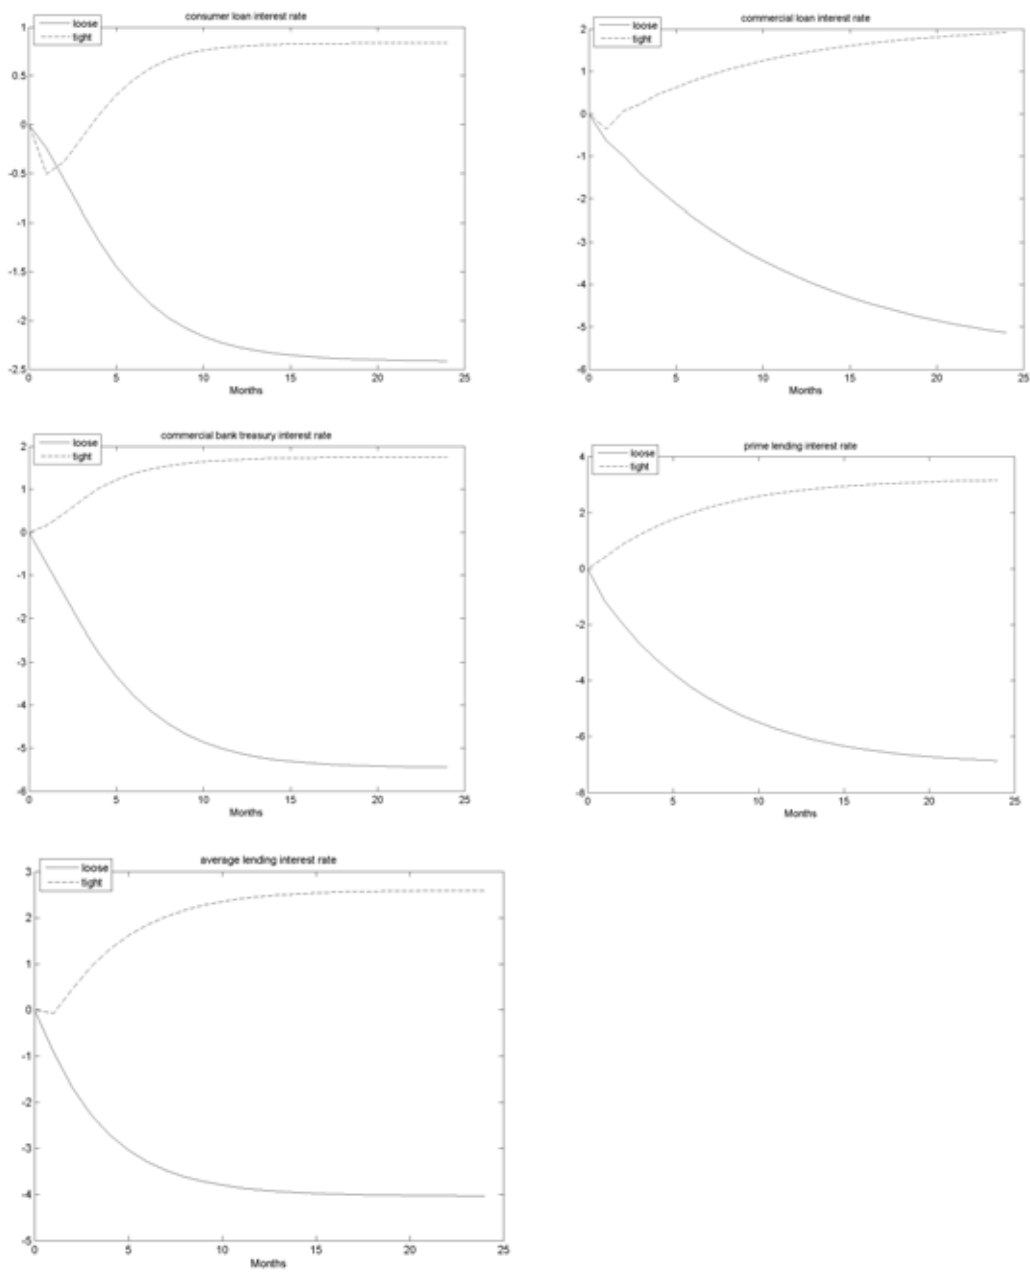 consumer loan interest rate
loose
tight
1
0.5
0
-0.5
-1
-1.5
-2
-2.5
0 5 10 15 20 25
Months
commercial loan interest rate
loose
tight
2
1
0
-1
-2
-3
-4
-5
-6
0 5 10 15 20 25
Months
commercial bank treasury interest rate
loose
tight
2
1
0
-1
-2
-3
-4
-5
-6
0 5 10 15 20 25
Months
prime lending interest rate
loose
tight
4
2
0
-2
-4
-6
-8
0 5 10 15 20 25
Months
average lending interest rate
loose
tight
3
2
1
0
-1
-2
-3
-4
-5
0 5 10 15 20 25
Months